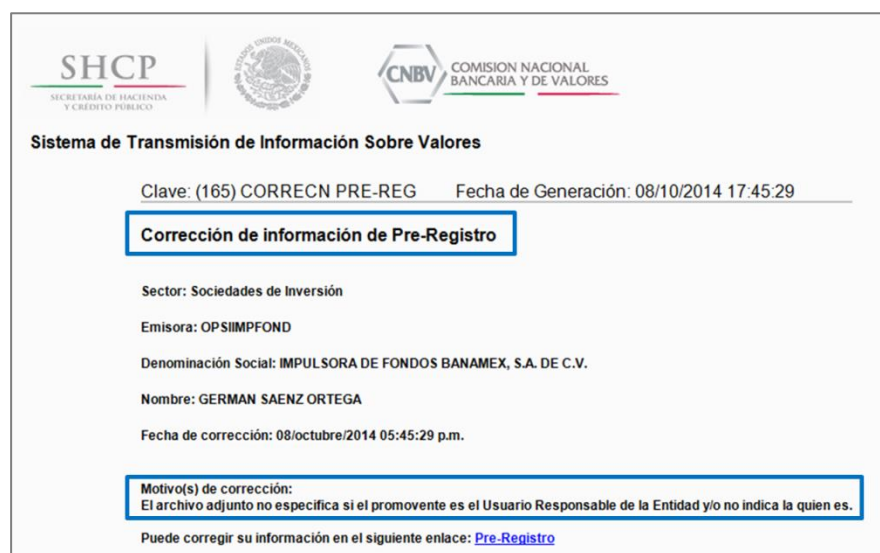 SHCP
SECRETARÍA DE HACIENDA
Y CRÉDITO PÚBLICO
ESTADOS UNIDOS MEXICANOS
CNBV
COMISION NACIONAL
BANCARIA Y DE VALORES
Sistema de Transmisión de Información Sobre Valores
Clave: (165) CORRECN PRE-REG Fecha de Generación: 08/10/2014 17:45:29
Corrección de información de Pre-Registro
Sector: Sociedades de Inversión
Emisora: OPSIIMPFOND
Denominación Social: IMPULSORA DE FONDOS BANAMEX, S.A. DE C.V.
Nombre: GERMAN SAENZ ORTEGA
Fecha de corrección: 08/octubre/2014 05:45:29 p.m.
Motivo(s) de corrección:
El archivo adjunto no especifica si el promovente es el Usuario Responsable de la Entidad y/o no indica la quien es.
Puede corregir su información en el siguiente enlace: Pre-Registro